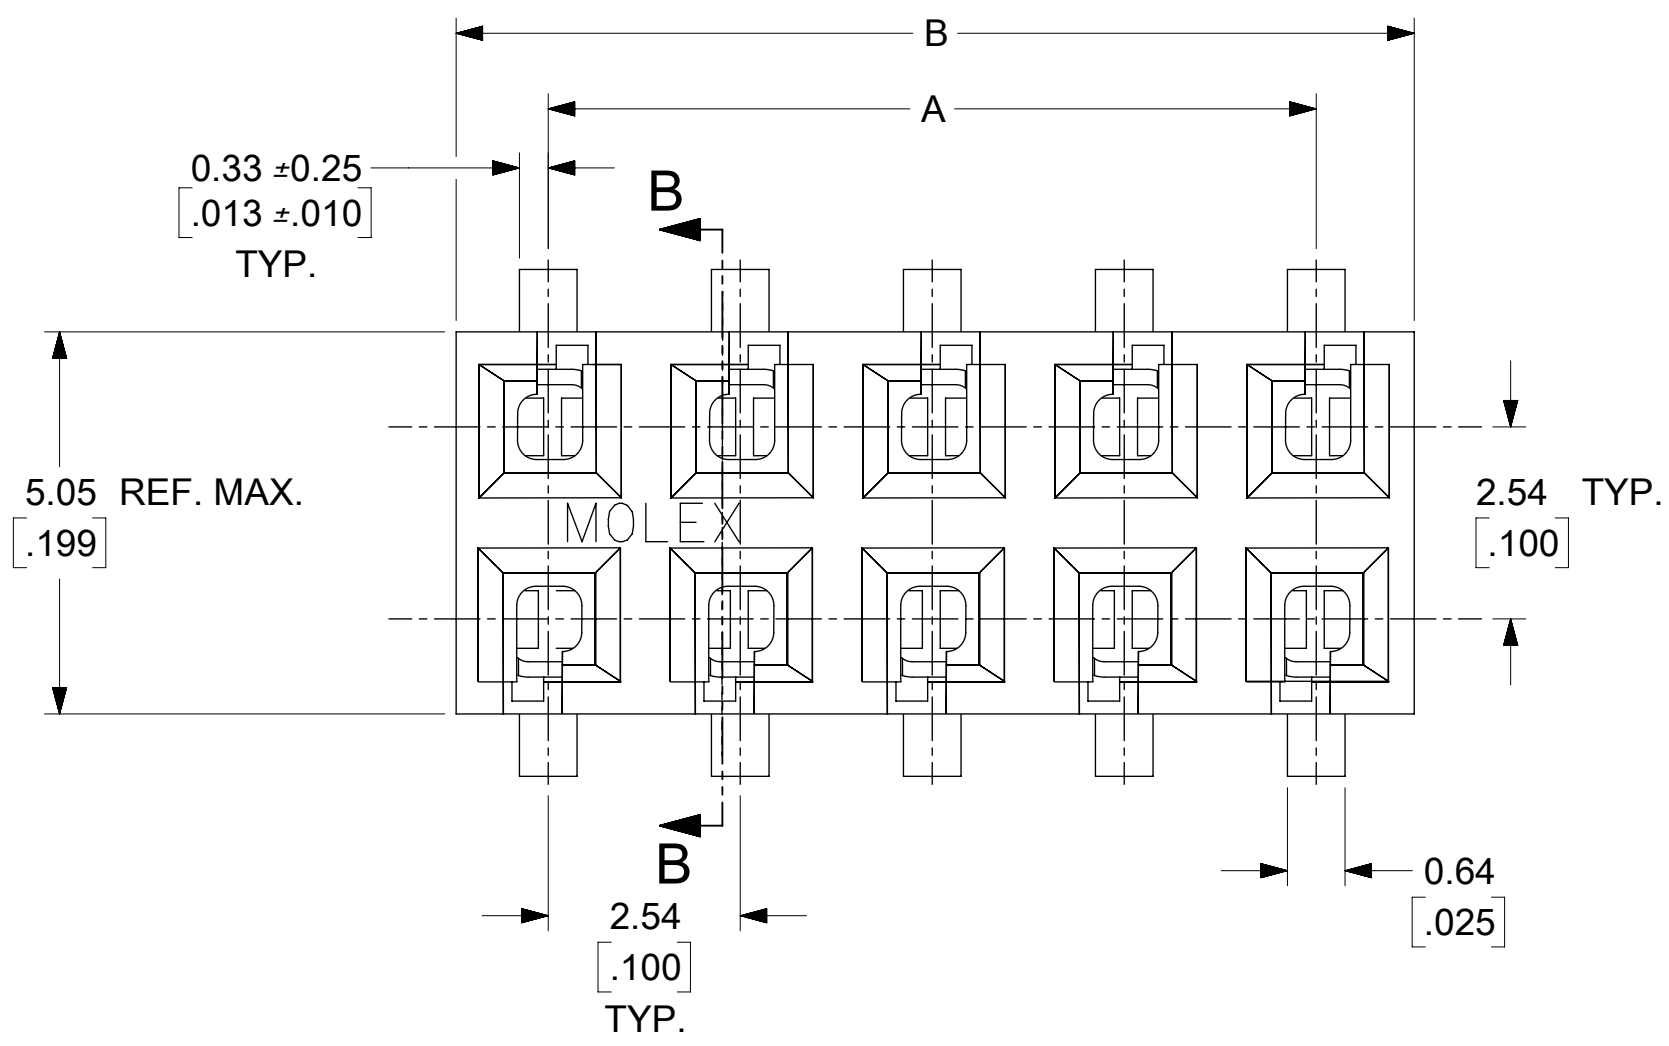 B
A
0.33 ±0.25
[.013 ±.010]
TYP.
B
5.05 REF. MAX.
[.199]
MOLEX
2.54 TYP.
[.100]
B
2.54
[.100]
TYP.
0.64
[.025]